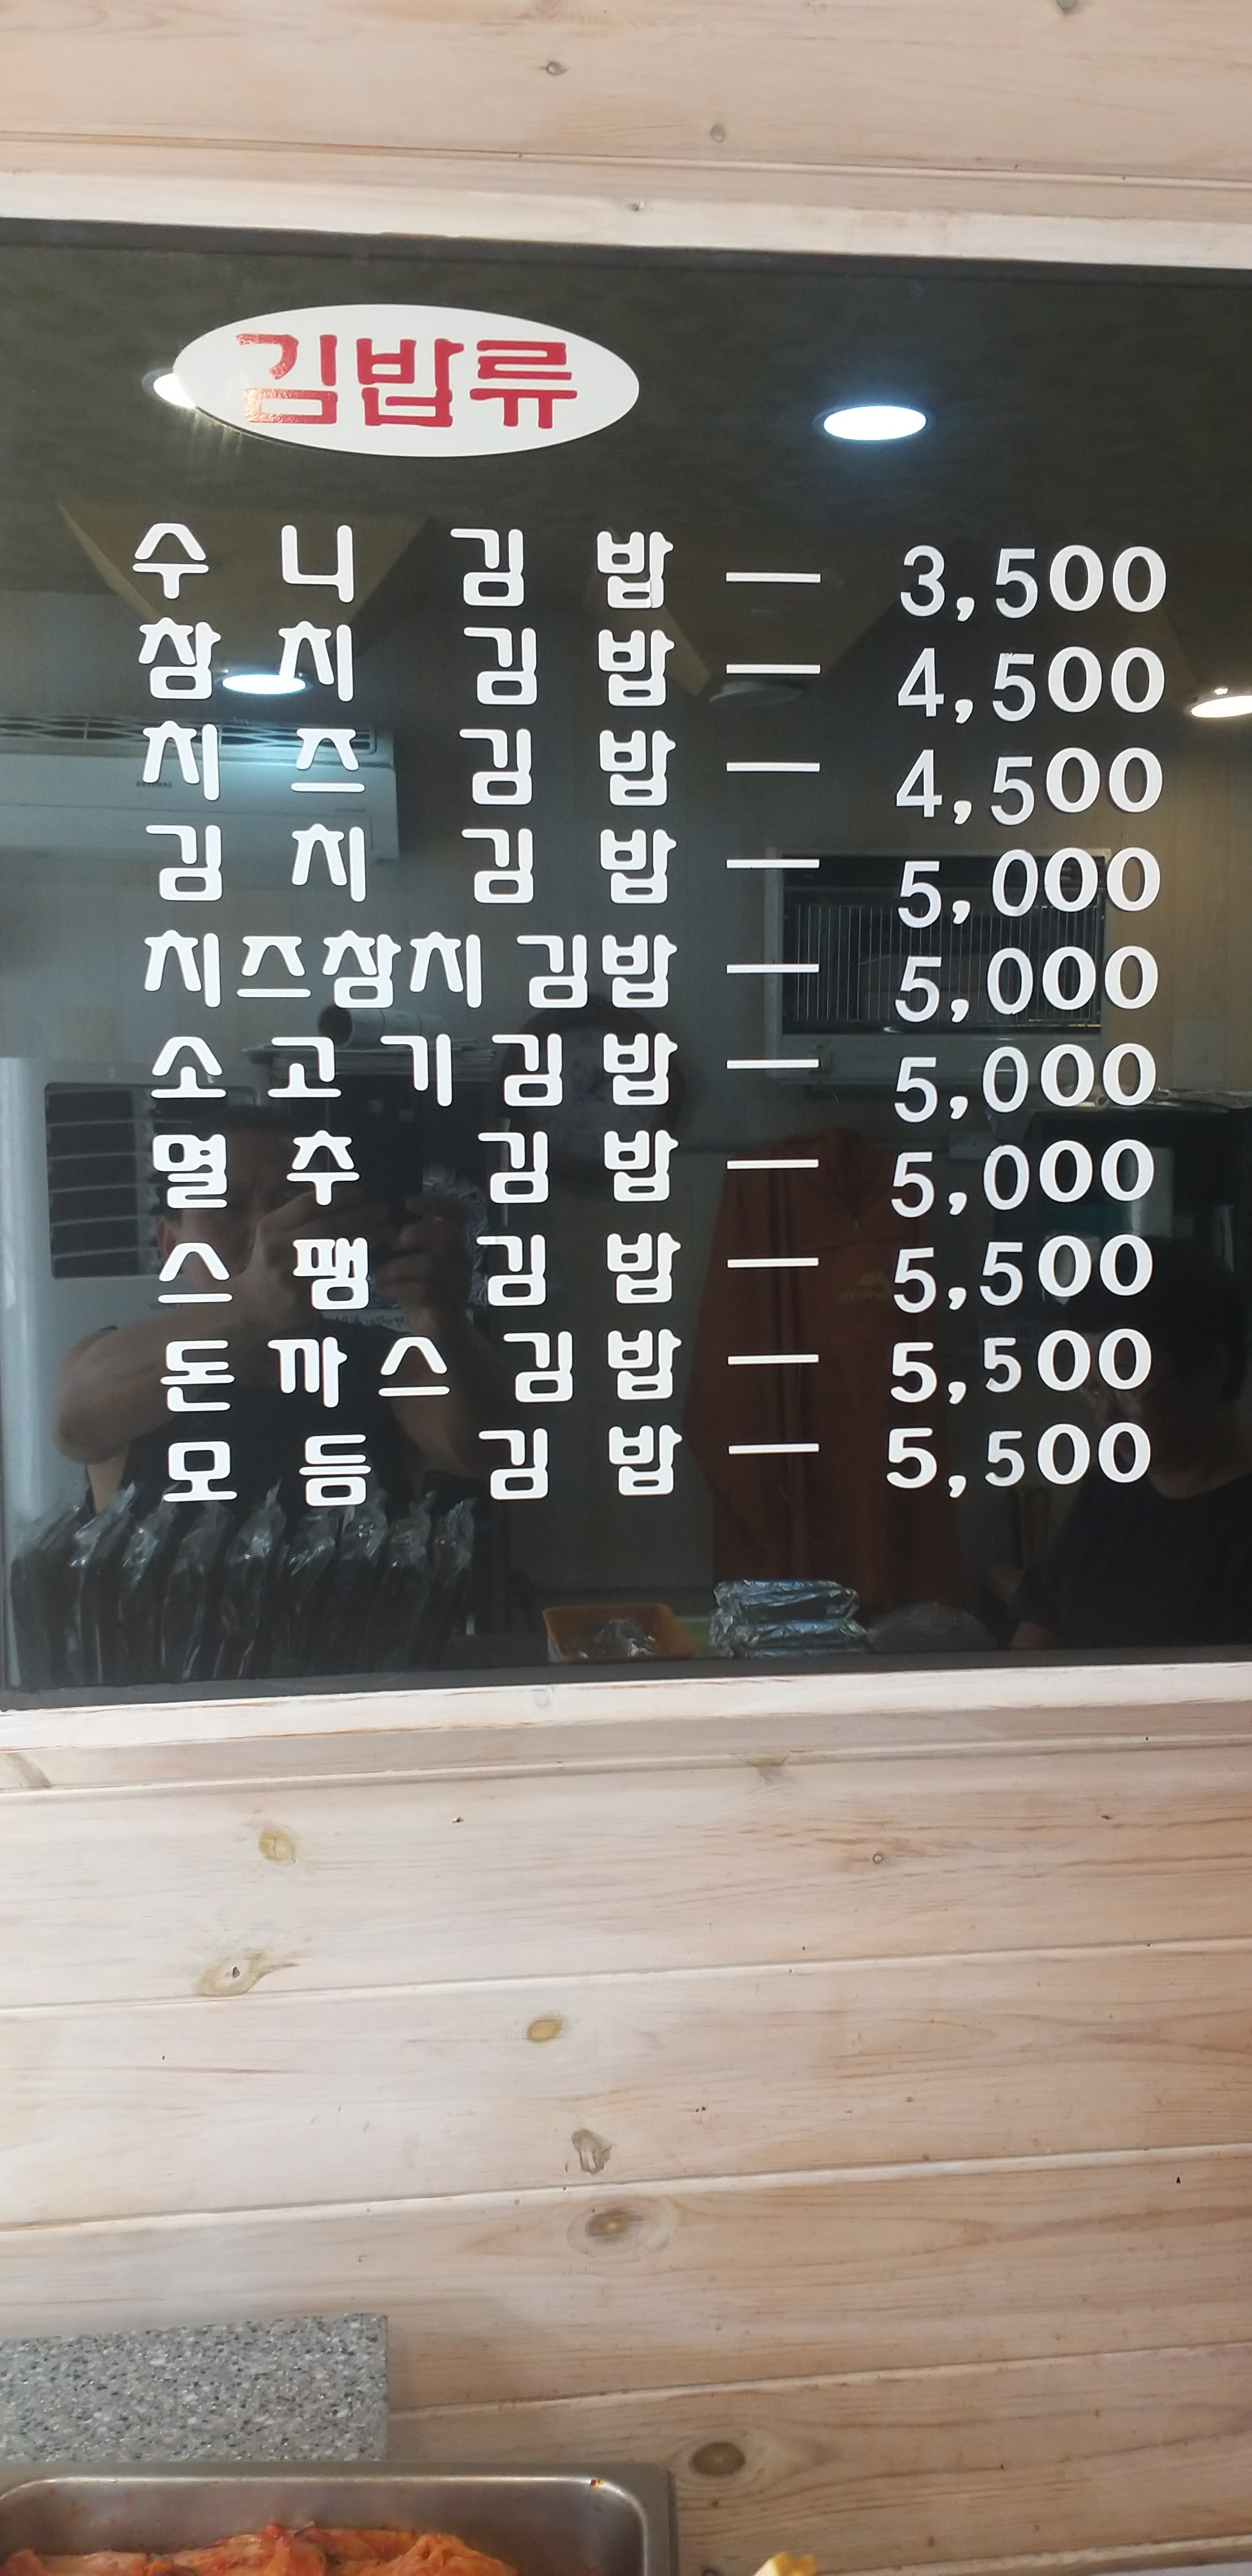 김밥류
수니 김밥 — 3,500
참치 김밥 — 4,500
치즈 김밥 — 4,500
김치 김밥 — 5,000
치즈참치 김밥 — 5,000
소고기 김밥 — 5,000
멸추 김밥 — 5,000
스팸 김밥 — 5,500
돈까스 김밥 — 5,500
모듬 김밥 — 5,500